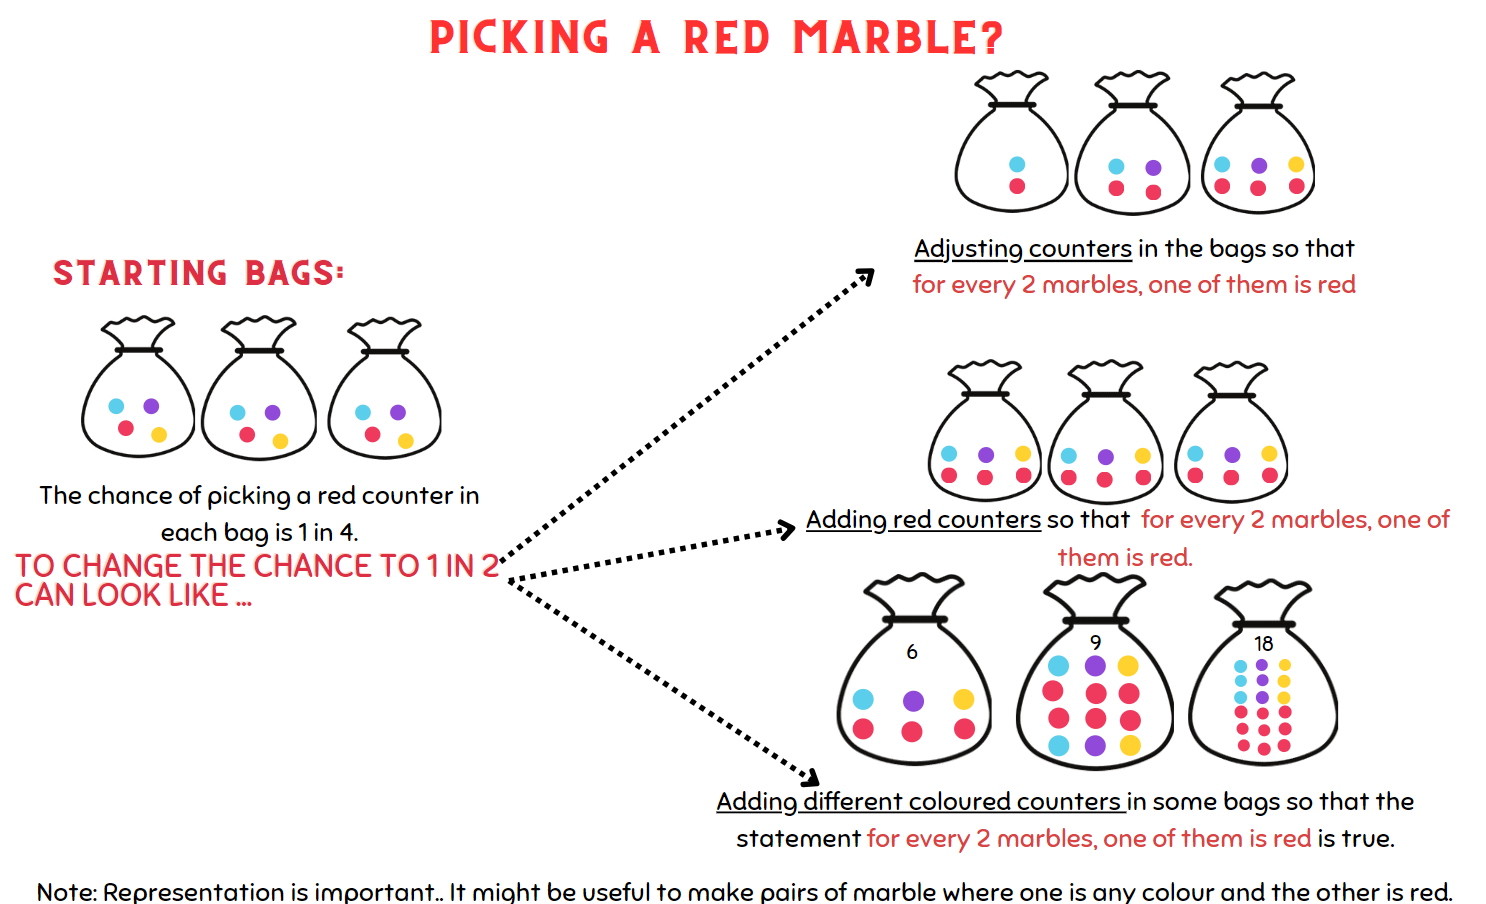 PICKING A RED MARBLE?
STARTING BAGS:
The chance of picking a red counter in
each bag is 1 in 4.
TO CHANGE THE CHANCE TO 1 IN 2
CAN LOOK LIKE ...
Adjusting counters in the bags so that
for every 2 marbles, one of them is red
Adding red counters so that for every 2 marbles, one of
them is red.
6
9
18
Adding different coloured counters in some bags so that the
statement for every 2 marbles, one of them is red is true.
Note: Representation is important.. It might be useful to make pairs of marble where one is any colour and the other is red.